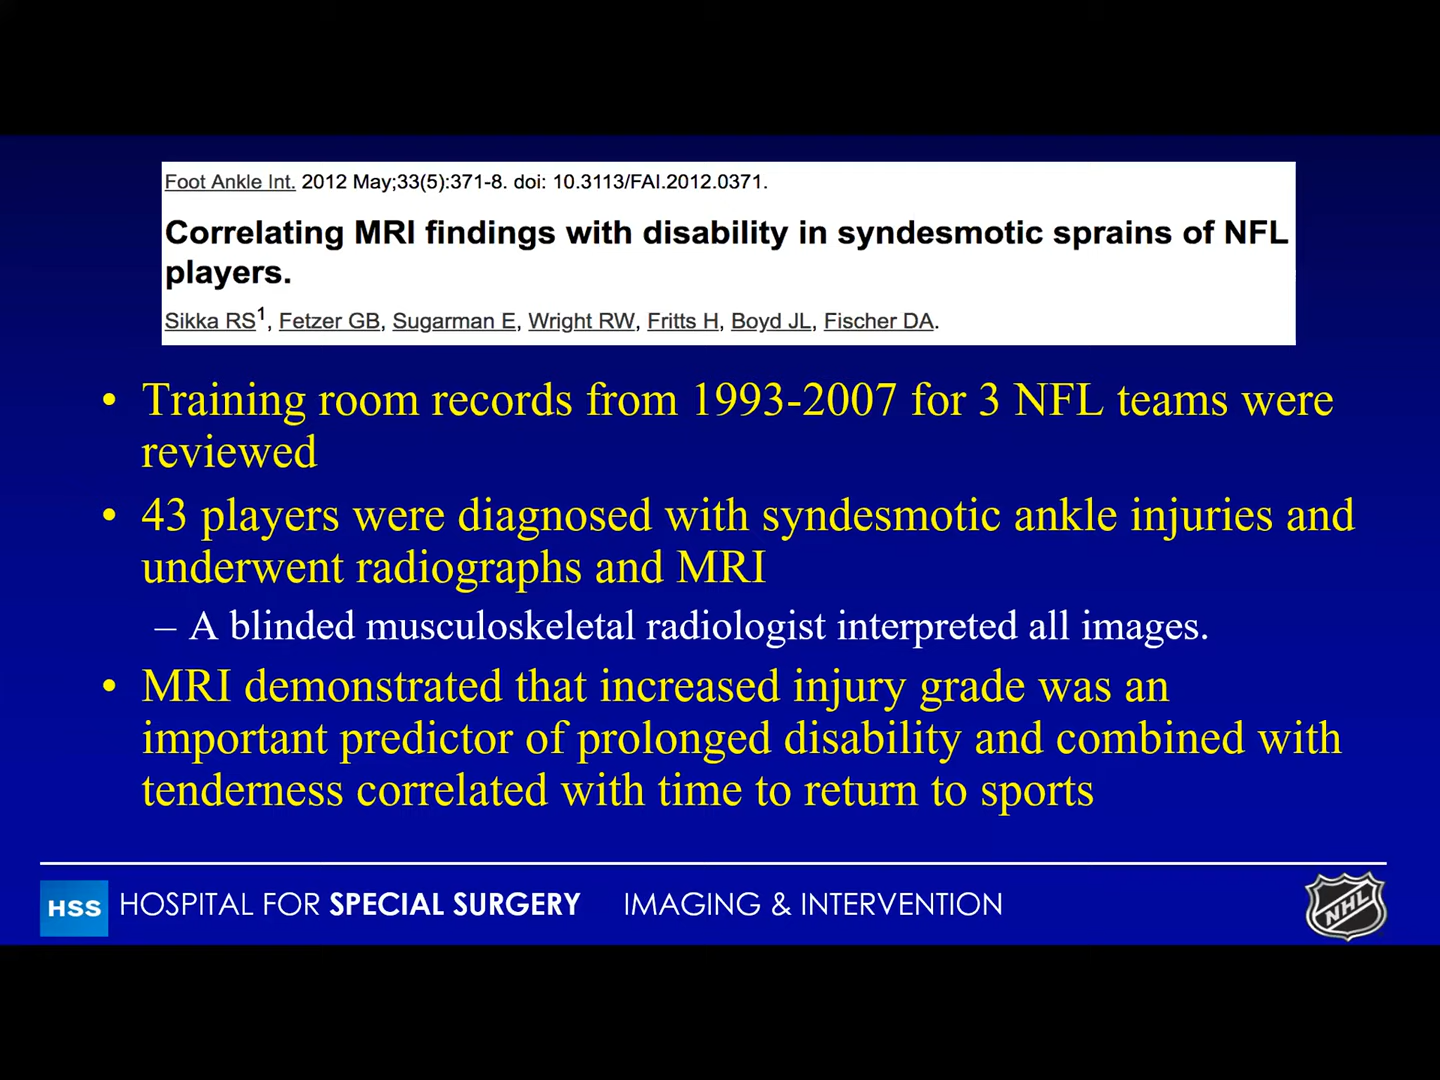 Foot Ankle Int. 2012 May;33(5):371-8. doi: 10.3113/FAI.2012.0371.
Correlating MRI findings with disability in syndesmotic sprains of NFL
players.
Sikka RS1, Fetzer GB, Sugarman E, Wright RW, Fritts H, Boyd JL, Fischer DA.
• Training room records from 1993-2007 for 3 NFL teams were
reviewed
• 43 players were diagnosed with syndesmotic ankle injuries and
underwent radiographs and MRI
– A blinded musculoskeletal radiologist interpreted all images.
• MRI demonstrated that increased injury grade was an
important predictor of prolonged disability and combined with
tenderness correlated with time to return to sports
HSS HOSPITAL FOR SPECIAL SURGERY IMAGING & INTERVENTION NHL